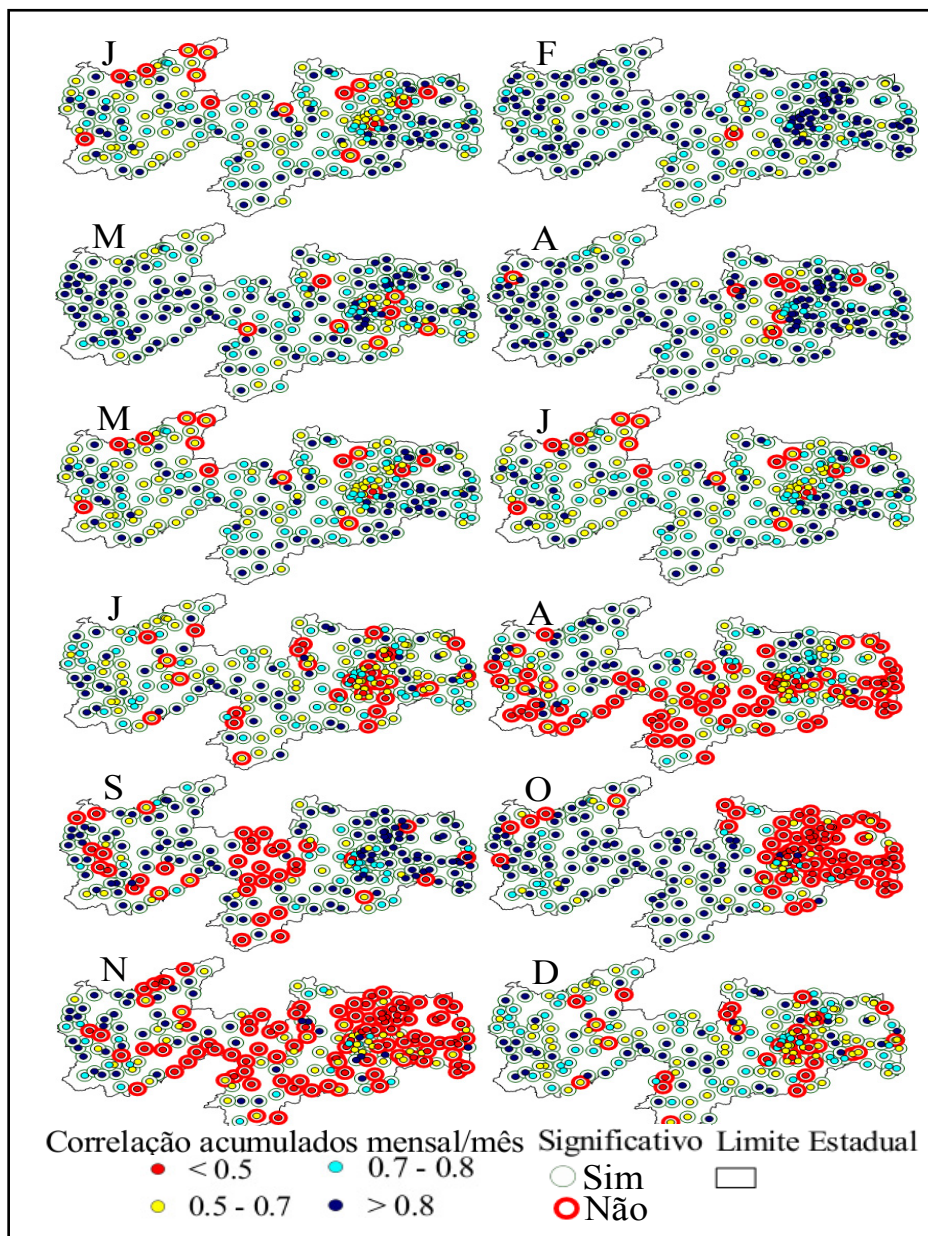 J F
M A
M J
J A
S O
N D
Correlação acumulados mensal/mês Significativo Limite Estadual
< 0.5 0.7 - 0.8 Sim
0.5 - 0.7 > 0.8 Não